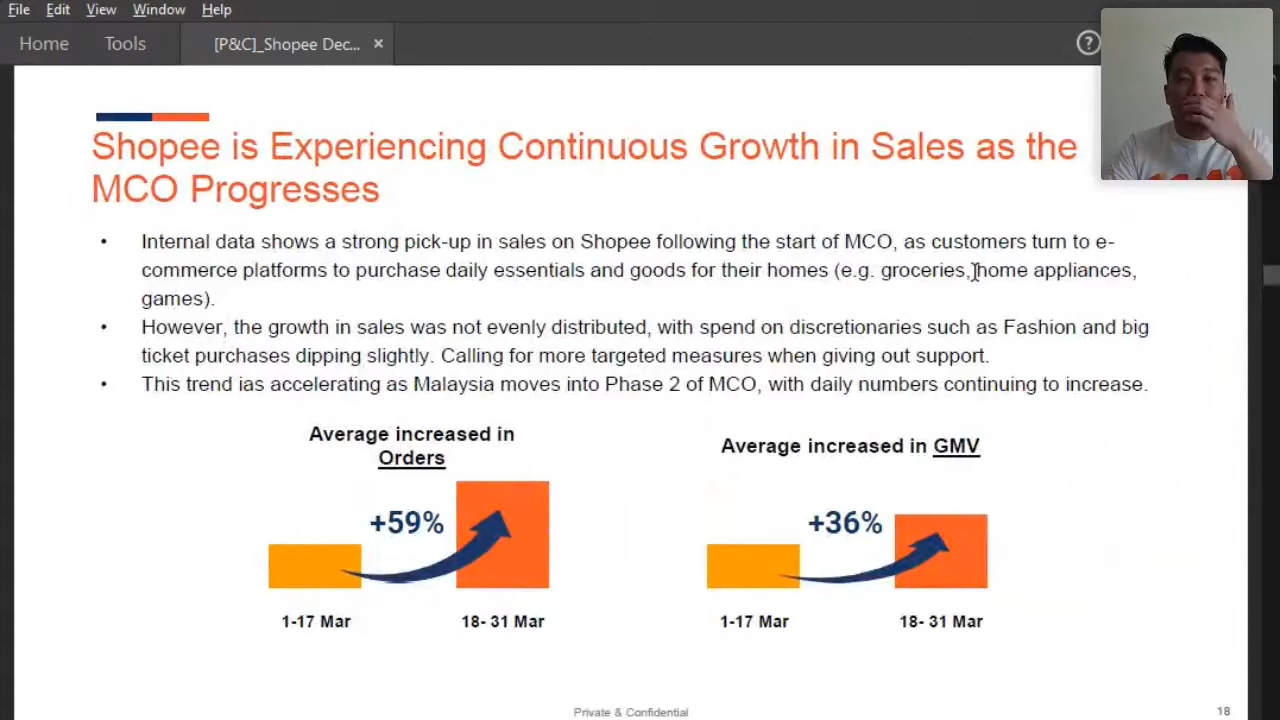 File Edit View Window Help
Home Tools [P&C]_Shopee Dec... × ?
Shopee is Experiencing Continuous Growth in Sales as the
MCO Progresses
• Internal data shows a strong pick-up in sales on Shopee following the start of MCO, as customers turn to e-
commerce platforms to purchase daily essentials and goods for their homes (e.g. groceries, home appliances,
games).
• However, the growth in sales was not evenly distributed, with spend on discretionaries such as Fashion and big
ticket purchases dipping slightly. Calling for more targeted measures when giving out support.
• This trend ias accelerating as Malaysia moves into Phase 2 of MCO, with daily numbers continuing to increase.
Average increased in
Orders
+59%
1-17 Mar 18- 31 Mar
Average increased in GMV
+36%
1-17 Mar 18- 31 Mar
Private & Confidential
18